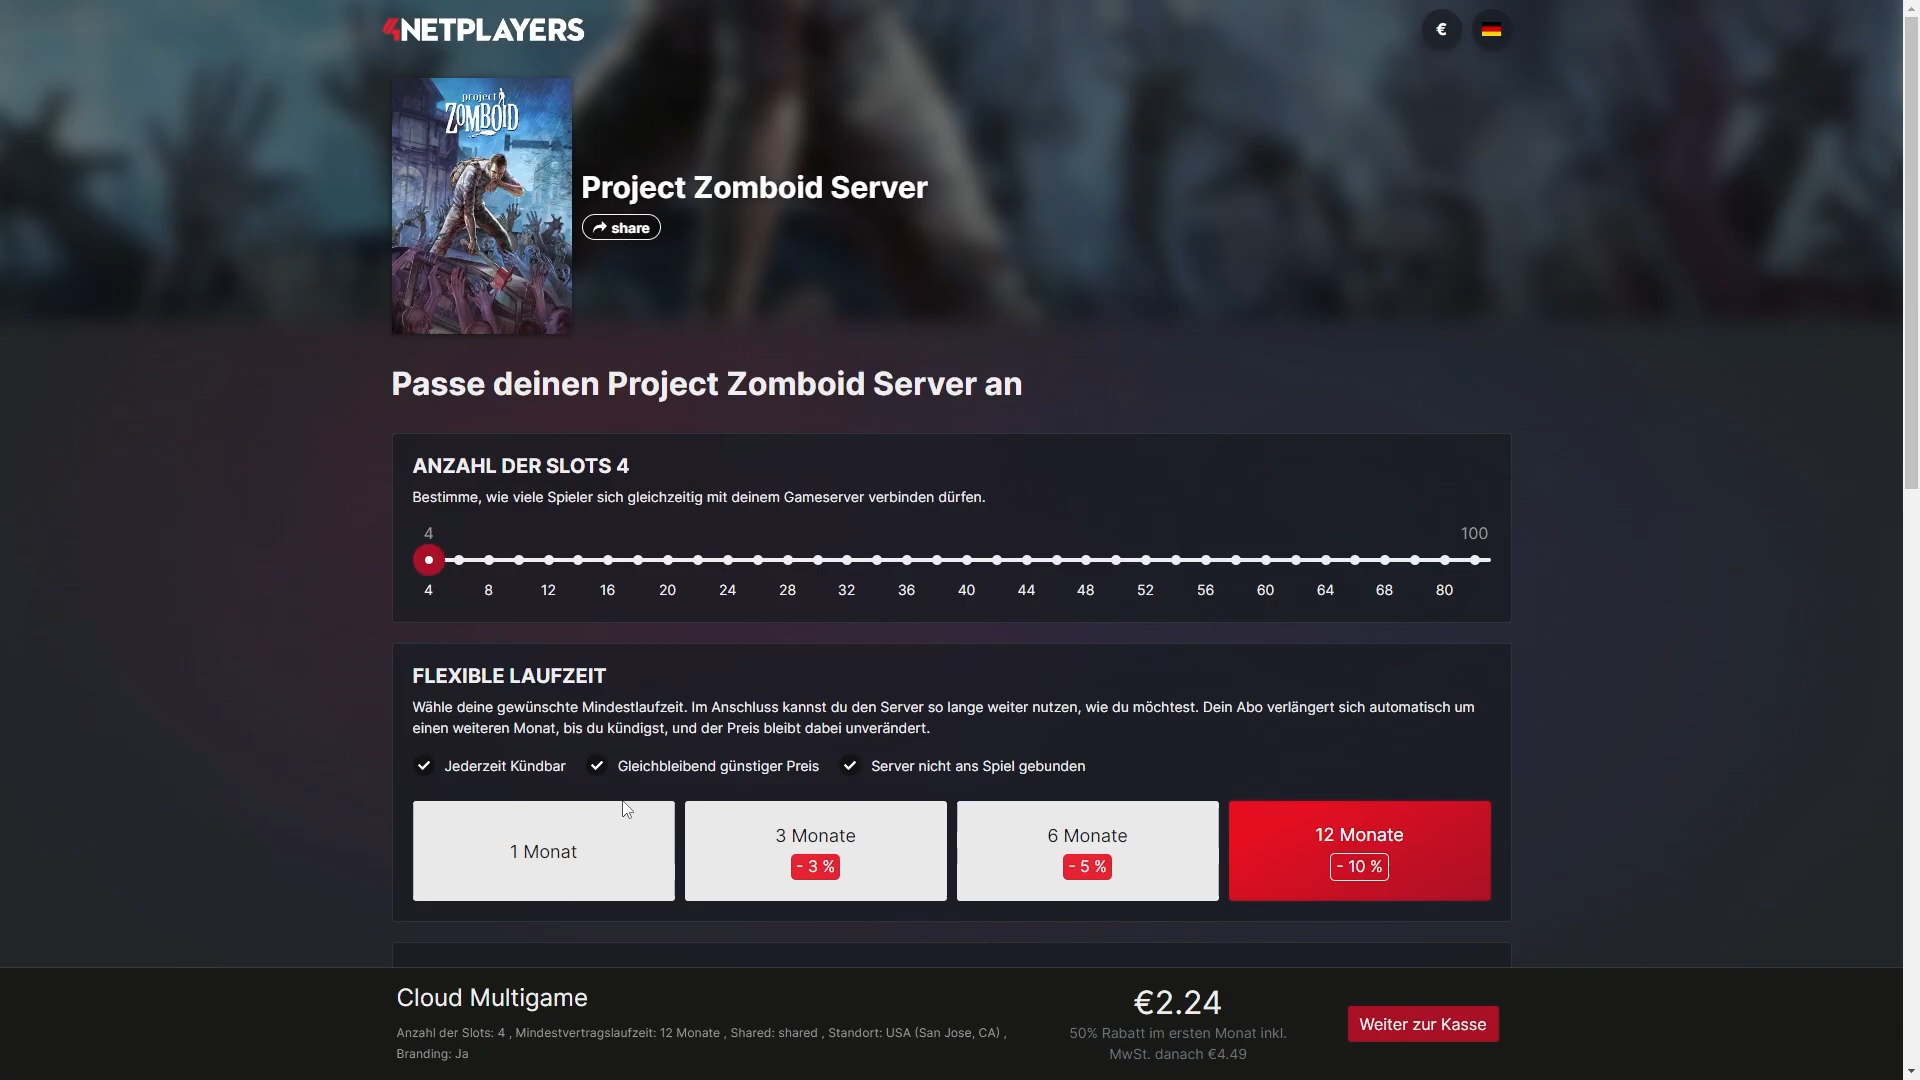 4NETPLAYERS
€
project
ZOMBOID
Project Zomboid Server
share
Passe deinen Project Zomboid Server an
ANZAHL DER SLOTS 4
Bestimme, wie viele Spieler sich gleichzeitig mit deinem Gameserver verbinden dürfen.
4 100
4 8 12 16 20 24 28 32 36 40 44 48 52 56 60 64 68 80
FLEXIBLE LAUFZEIT
Wähle deine gewünschte Mindestlaufzeit. Im Anschluss kannst du den Server so lange weiter nutzen, wie du möchtest. Dein Abo verlängert sich automatisch um
einen weiteren Monat, bis du kündigst, und der Preis bleibt dabei unverändert.
Jederzeit Kündbar Gleichbleibend günstiger Preis Server nicht ans Spiel gebunden
1 Monat
3 Monate
- 3 %
6 Monate
- 5 %
12 Monate
- 10 %
Cloud Multigame
Anzahl der Slots: 4 , Mindestvertragslaufzeit: 12 Monate , Shared: shared , Standort: USA (San Jose, CA) ,
Branding: Ja
€2.24
50% Rabatt im ersten Monat inkl.
MwSt. danach €4.49
Weiter zur Kasse